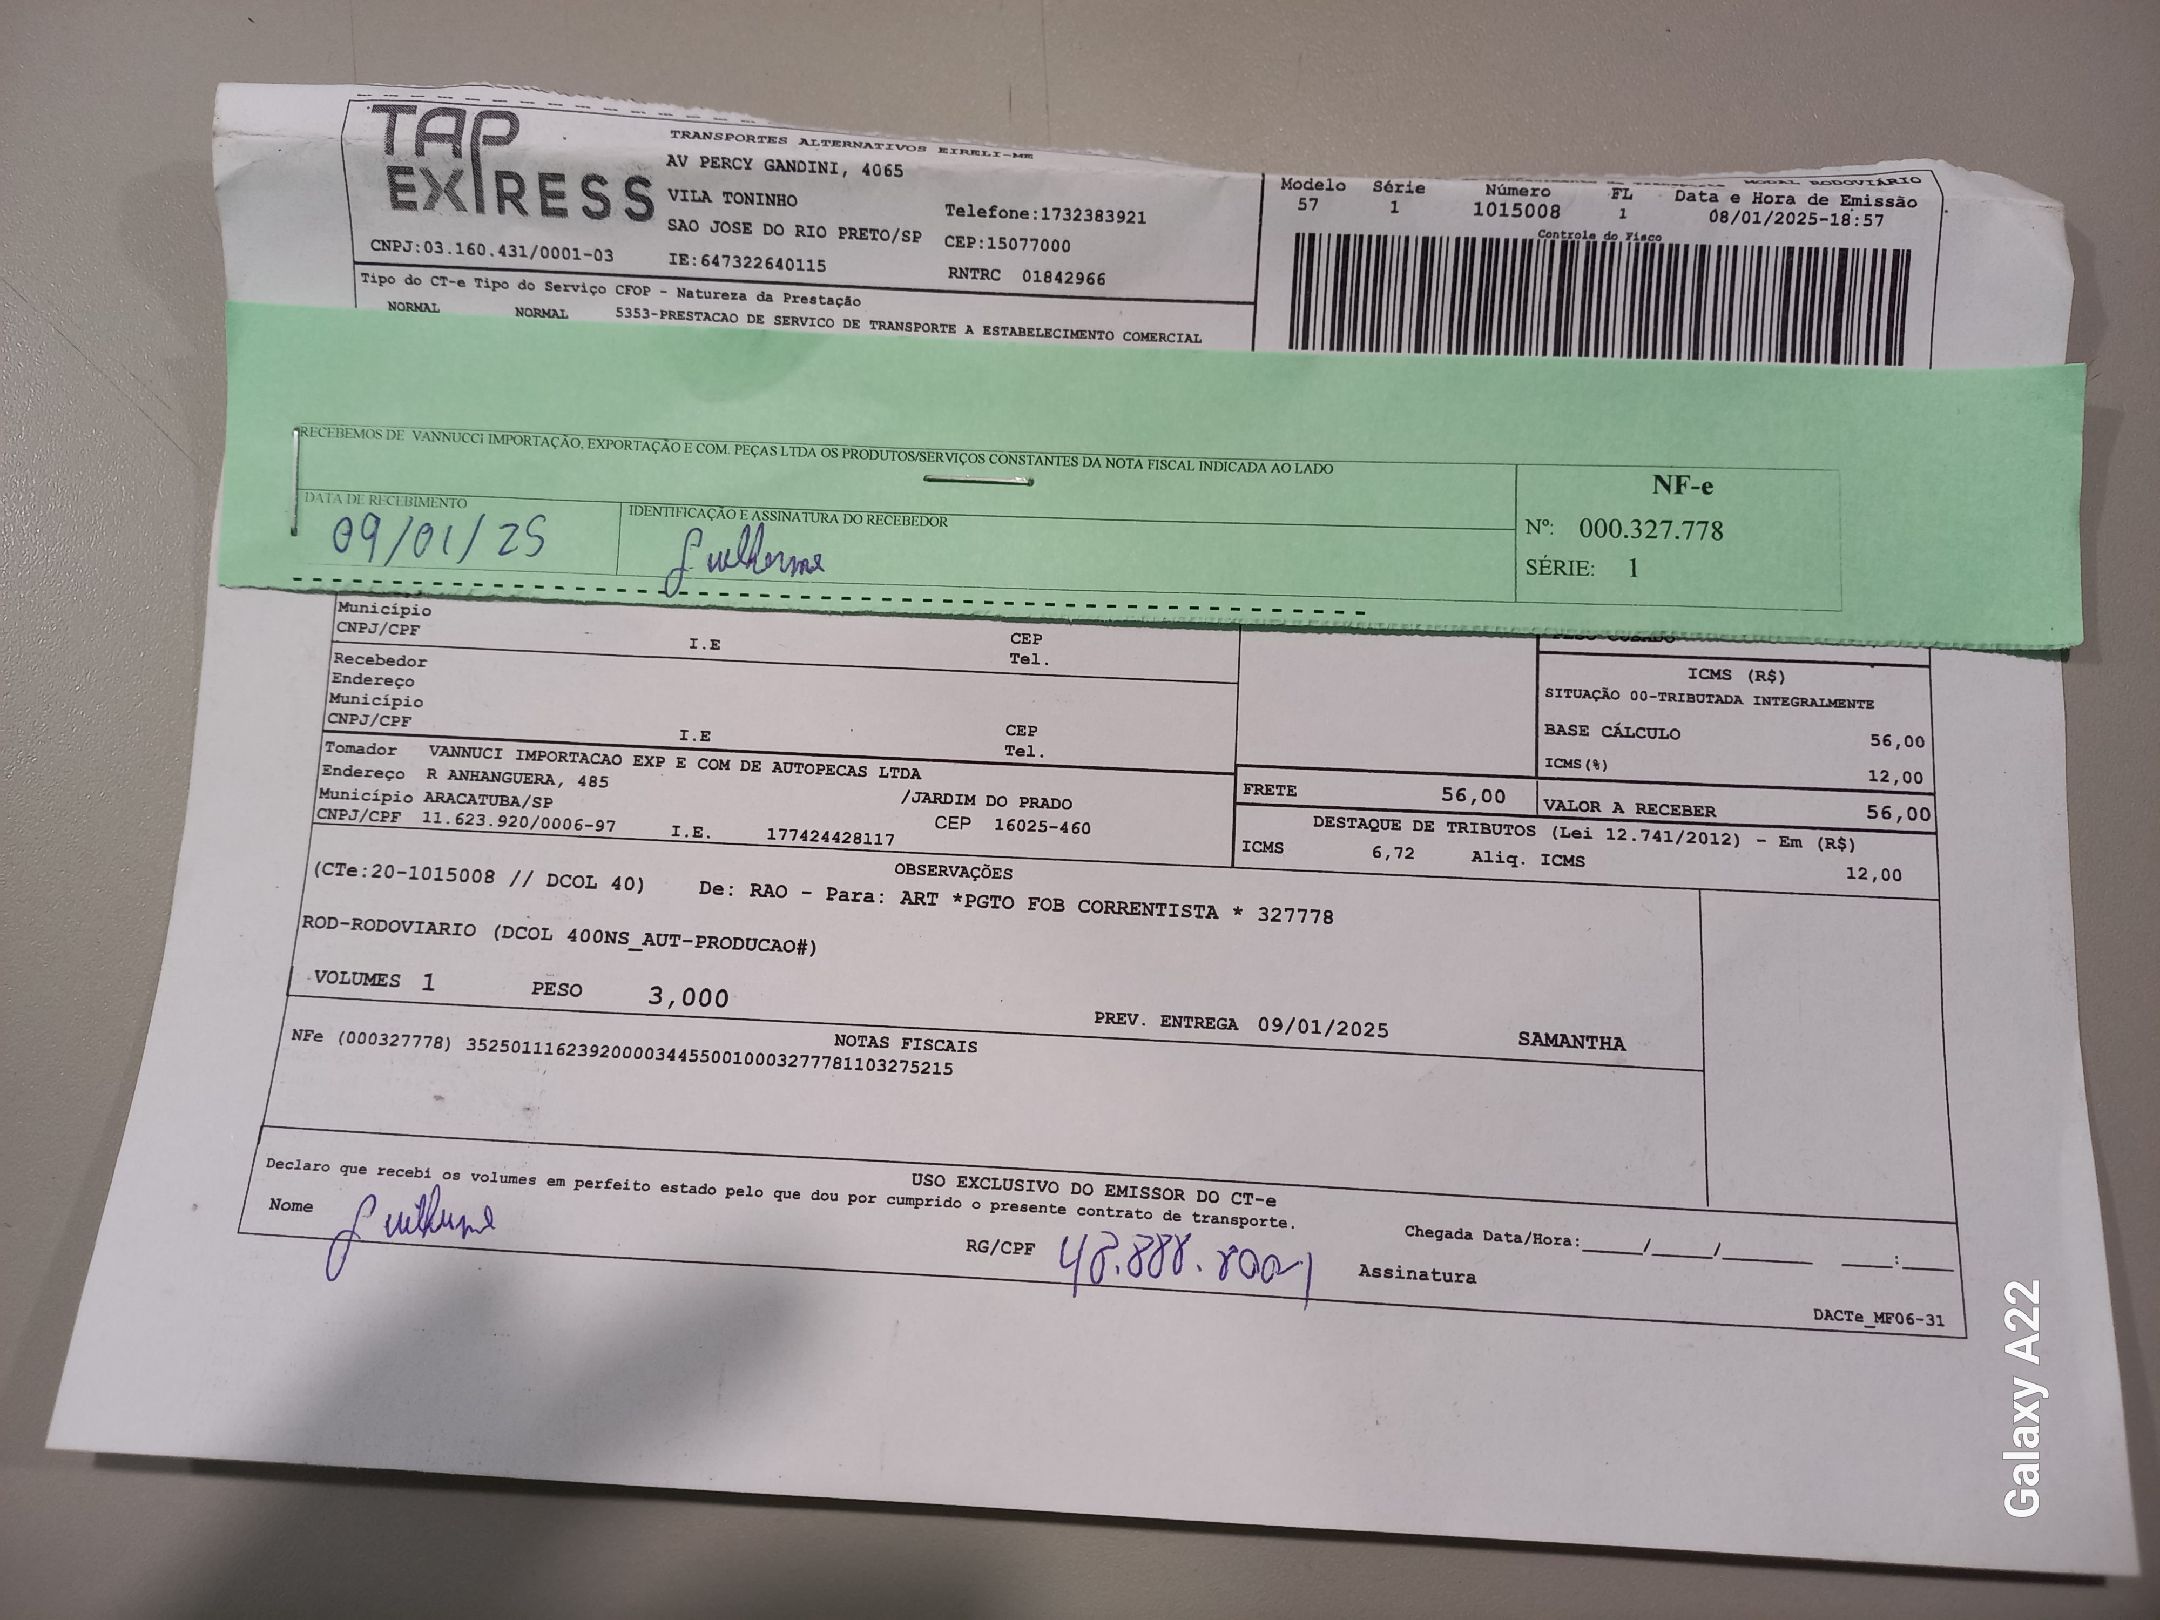 TAP EXPRESS
TRANSPORTES ALTERNATIVOS EIRELI-ME
AV PERCY GANDINI, 4065
VILA TONINHO
SAO JOSE DO RIO PRETO/SP
Telefone:1732383921
CEP:15077000
CNPJ:03.160.431/0001-03
IE:647322640115
RNTRC 01842966
MODAL RODOVIÁRIO
Modelo Série Número FL Data e Hora de Emissão
57 1 1015008 1 08/01/2025-18:57
Controle do Fisco
Tipo do CT-e Tipo do Serviço CFOP - Natureza da Prestação
NORMAL NORMAL 5353-PRESTACAO DE SERVICO DE TRANSPORTE A ESTABELECIMENTO COMERCIAL
RECEBEMOS DE VANNUCCI IMPORTAÇÃO, EXPORTAÇÃO E COM. PEÇAS LTDA OS PRODUTOS/SERVIÇOS CONSTANTES DA NOTA FISCAL INDICADA AO LADO
NF-e
Nº: 000.327.778
SÉRIE: 1
DATA DE RECEBIMENTO
09/01/25
IDENTIFICAÇÃO E ASSINATURA DO RECEBEDOR
Guilherme
Município
CNPJ/CPF I.E CEP
Tel.
Recebedor
Endereço
Município
CNPJ/CPF I.E CEP
Tel.
Tomador VANNUCI IMPORTACAO EXP E COM DE AUTOPECAS LTDA
Endereço R ANHANGUERA, 485 /JARDIM DO PRADO
Município ARACATUBA/SP CEP 16025-460
CNPJ/CPF 11.623.920/0006-97 I.E. 177424428117
ICMS (R$)
SITUAÇÃO 00-TRIBUTADA INTEGRALMENTE
BASE CÁLCULO 56,00
ICMS(%) 12,00
FRETE 56,00 VALOR A RECEBER 56,00
DESTAQUE DE TRIBUTOS (Lei 12.741/2012) - Em (R$)
ICMS 6,72 Aliq. ICMS 12,00
OBSERVAÇÕES
(CTe:20-1015008 // DCOL 40) De: RAO - Para: ART *PGTO FOB CORRENTISTA * 327778
ROD-RODOVIARIO (DCOL 400NS_AUT-PRODUCAO#)
VOLUMES 1 PESO 3,000
PREV. ENTREGA 09/01/2025 SAMANTHA
NOTAS FISCAIS
NFe (000327778) 35250111623920000344550010003277781103275215
USO EXCLUSIVO DO EMISSOR DO CT-e
Declaro que recebi os volumes em perfeito estado pelo que dou por cumprido o presente contrato de transporte.
Nome Guilherme
RG/CPF
Chegada Data/Hora:____/____/______ ___:___
Assinatura
DACTe_MF06-31
Galaxy A22